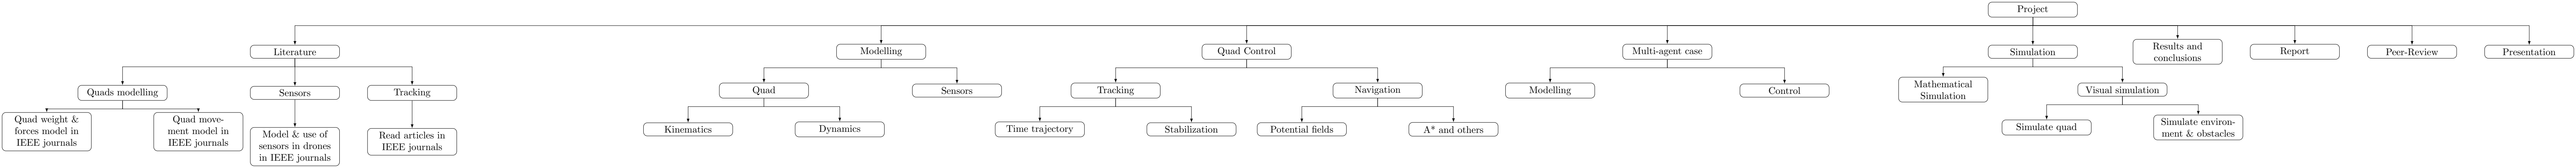 Project
Literature
Modelling
Quad Control
Multi-agent case
Simulation
Results and
conclusions
Report
Peer-Review
Presentation
Quads modelling
Sensors
Tracking
Quad
Sensors
Tracking
Navigation
Modelling
Control
Mathematical
Simulation
Visual simulation
Quad weight &
forces model in
IEEE journals
Quad move-
ment model in
IEEE journals
Model & use of
sensors in drones
in IEEE journals
Read articles in
IEEE journals
Kinematics
Dynamics
Time trajectory
Stabilization
Potential fields
A* and others
Simulate quad
Simulate environ-
ment & obstacles